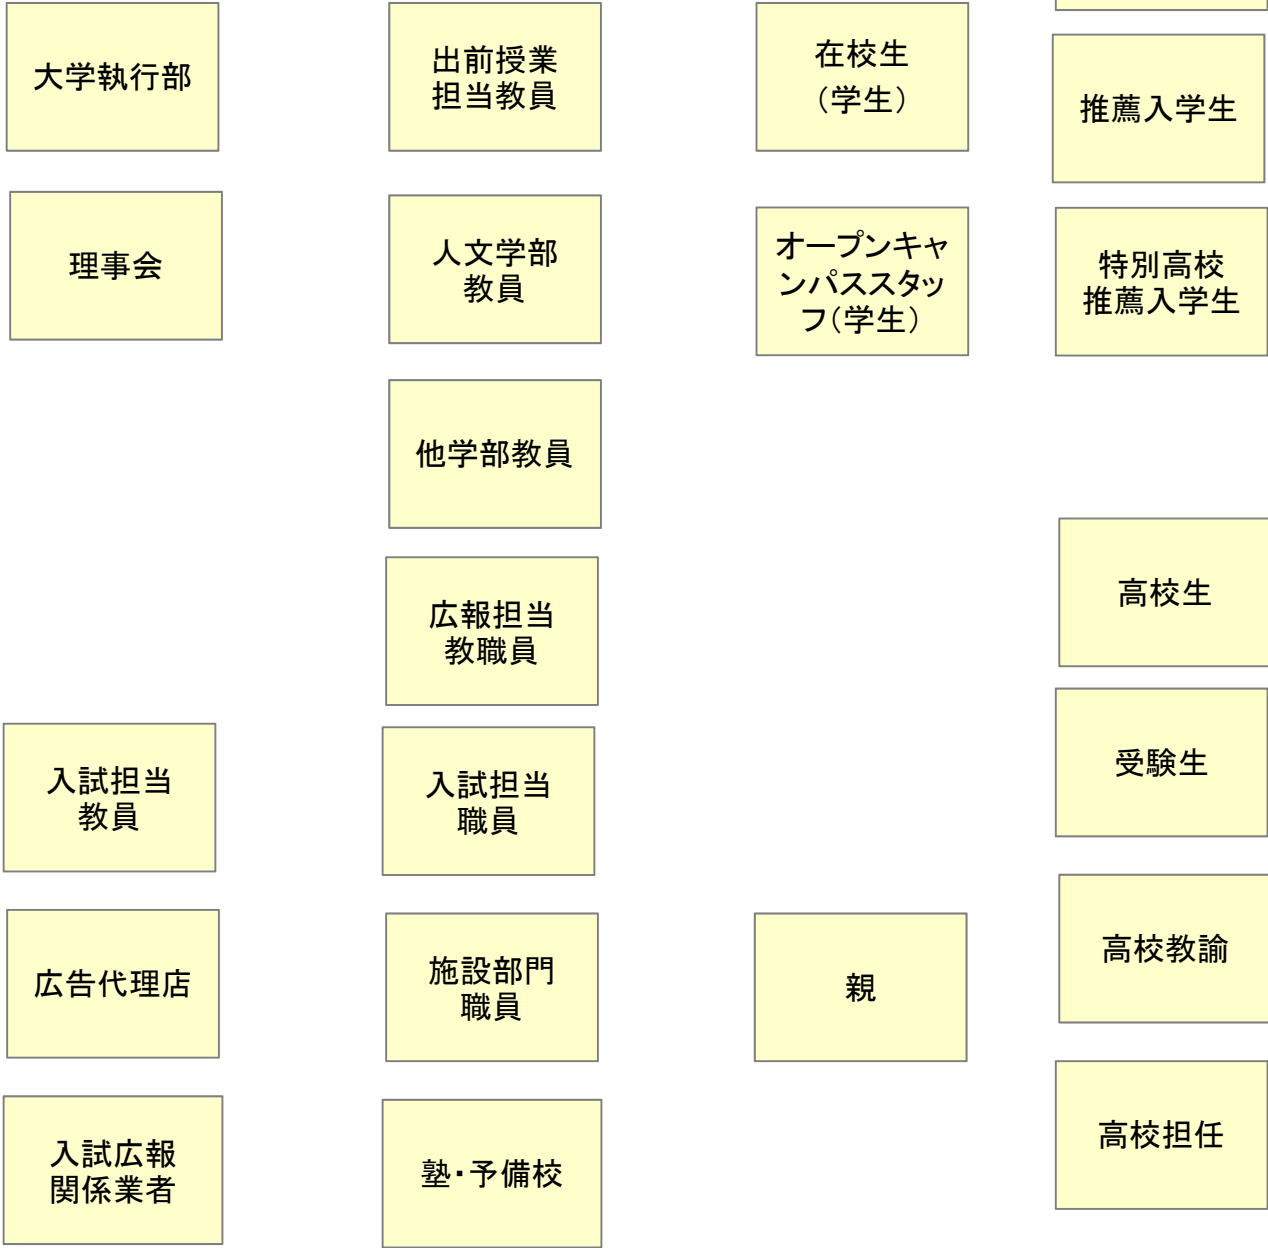 大学執行部
出前授業
担当教員
在校生
（学生）
推薦入学生
理事会
人文学部
教員
オープンキャ
ンパススタッ
フ（学生）
特別高校
推薦入学生
他学部教員
高校生
広報担当
教職員
受験生
入試担当
教員
入試担当
職員
高校教諭
広告代理店
施設部門
職員
親
高校担任
入試広報
関係業者
塾・予備校